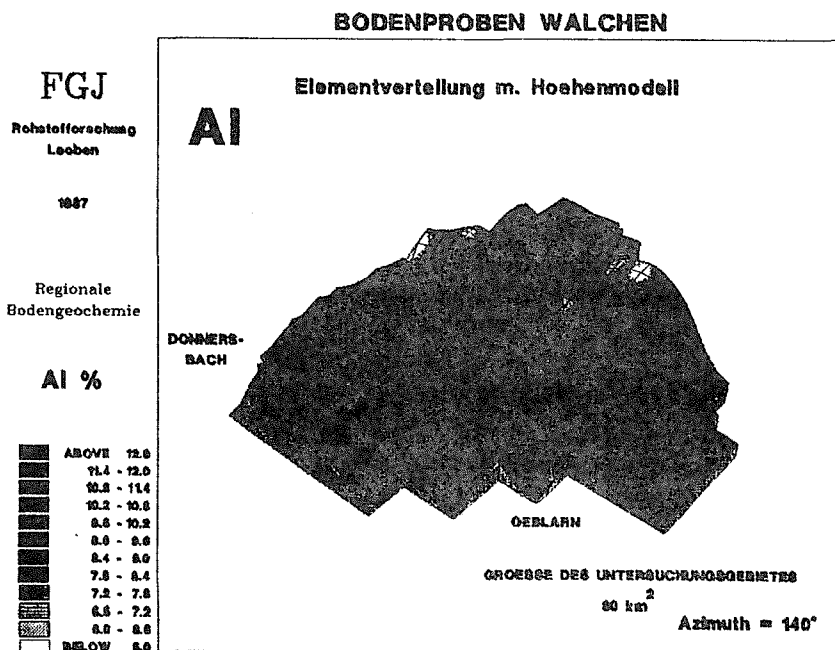 BODENPROBEN WALCHEN
FGJ
Rohstofforschung
Leoben
1987
Regionale
Bodengeochemie
Al %
ABOVE 12.0
11.4 - 12.0
10.8 - 11.4
10.2 - 10.8
9.6 - 10.2
9.0 - 9.6
8.4 - 9.0
7.8 - 8.4
7.2 - 7.8
6.6 - 7.2
6.0 - 6.6
BELOW 6.0
Elementverteilung m. Hoehenmodell
Al
DONNERS-
BACH
OEBLARN
GROESSE DES UNTERSUCHUNGSGEBIETES
80 km²
Azimuth = 140°